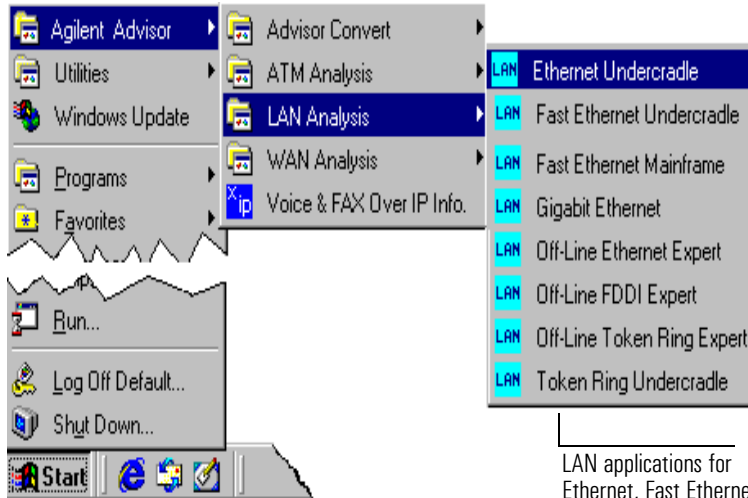 Agilent Advisor
Utilities
Windows Update
Programs
Favorites
Run...
Log Off Default...
Shut Down...
Start
Advisor Convert
ATM Analysis
LAN Analysis
WAN Analysis
X ip Voice & FAX Over IP Info.
LAN Ethernet Undercradle
LAN Fast Ethernet Undercradle
LAN Fast Ethernet Mainframe
LAN Gigabit Ethernet
LAN Off-Line Ethernet Expert
LAN Off-Line FDDI Expert
LAN Off-Line Token Ring Expert
LAN Token Ring Undercradle
LAN applications for
Ethernet, Fast